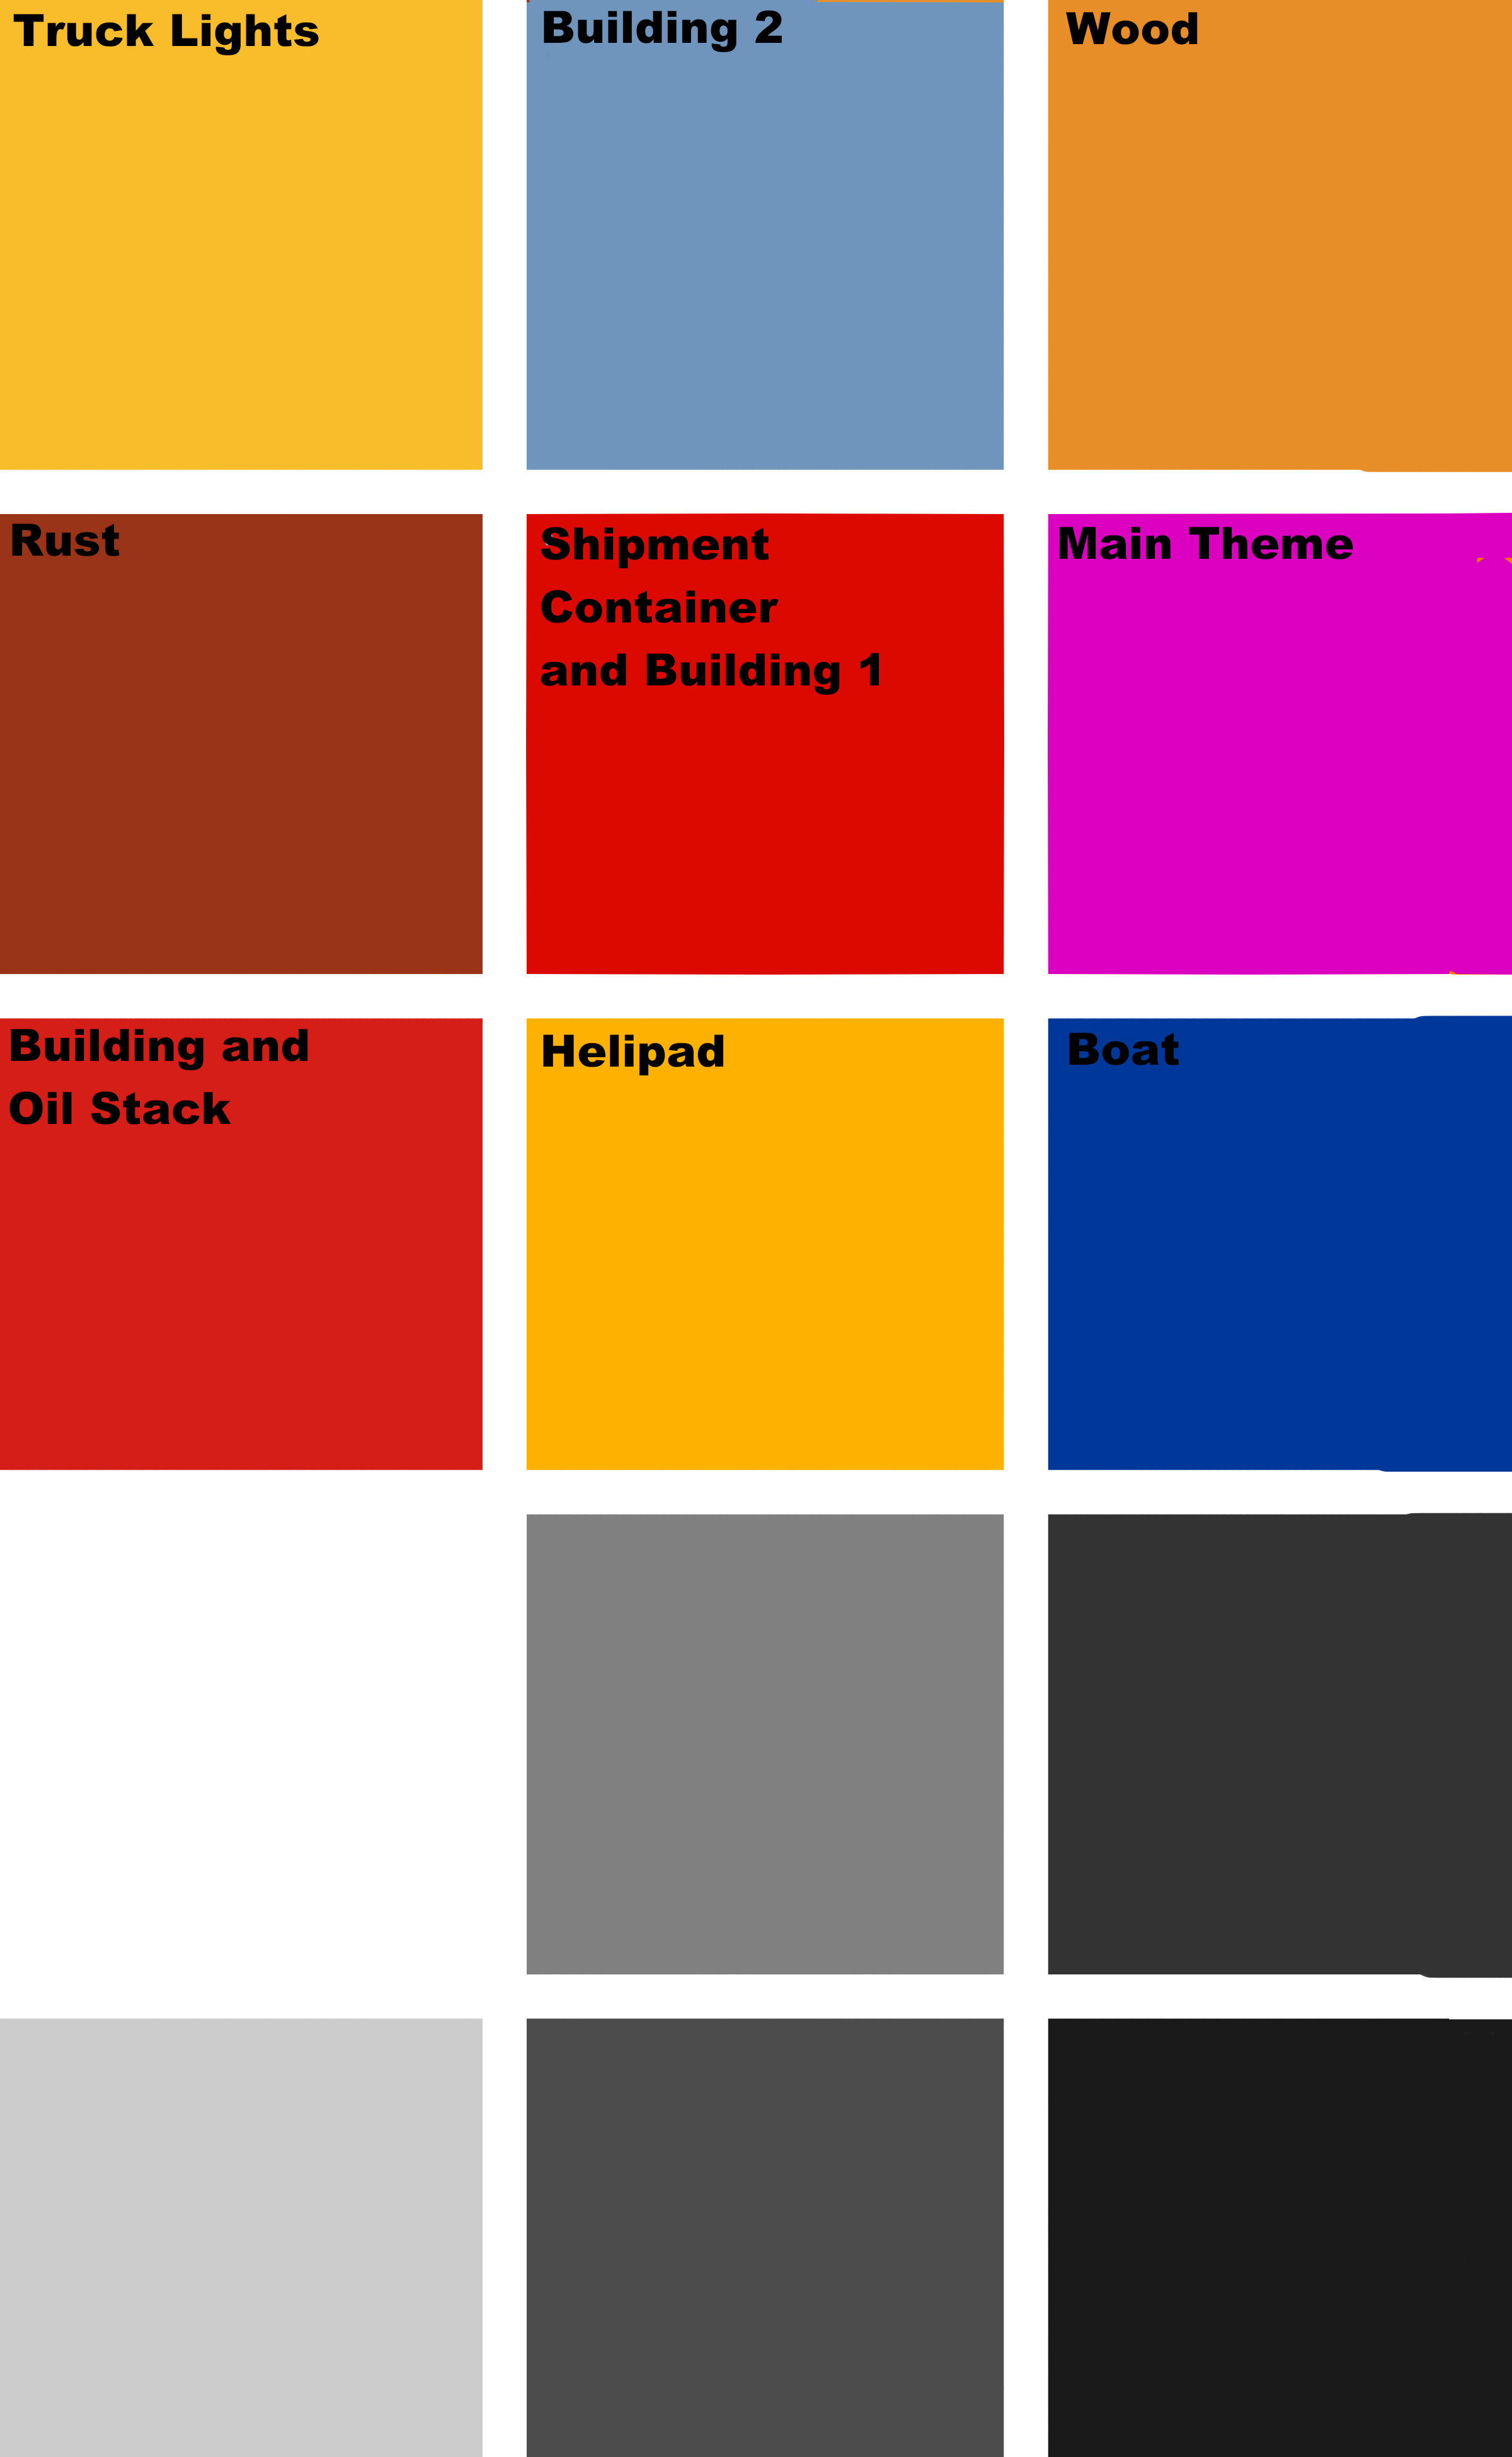 Truck Lights
Building 2
Wood
Rust
Shipment
Container
and Building 1
Main Theme
Building and
Oil Stack
Helipad
Boat